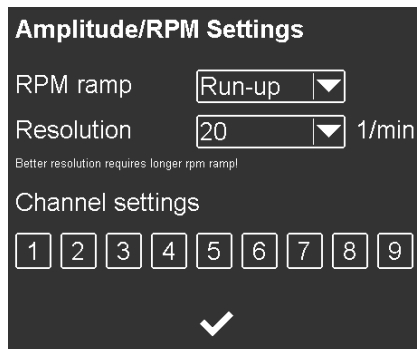 Amplitude/RPM Settings
RPM ramp Run-up
Resolution 20 1/min
Better resolution requires longer rpm ramp!
Channel settings
1 2 3 4 5 6 7 8 9